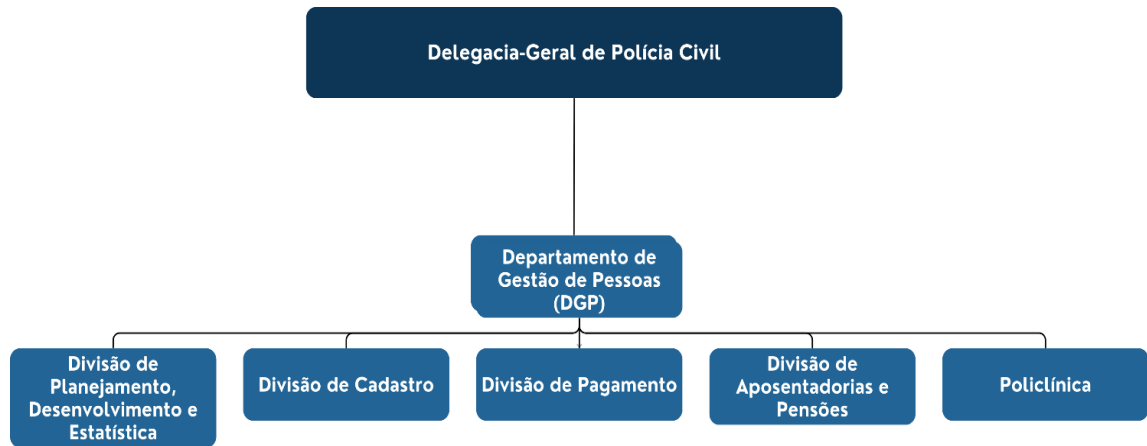 Delegacia-Geral de Polícia Civil
Departamento de
Gestão de Pessoas
(DGP)
Divisão de
Planejamento,
Desenvolvimento e
Estatística
Divisão de Cadastro
Divisão de Pagamento
Divisão de
Aposentadorias e
Pensões
Policlínica